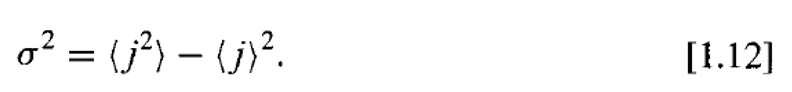 σ² = ⟨j²⟩ − ⟨j⟩². [1.12]